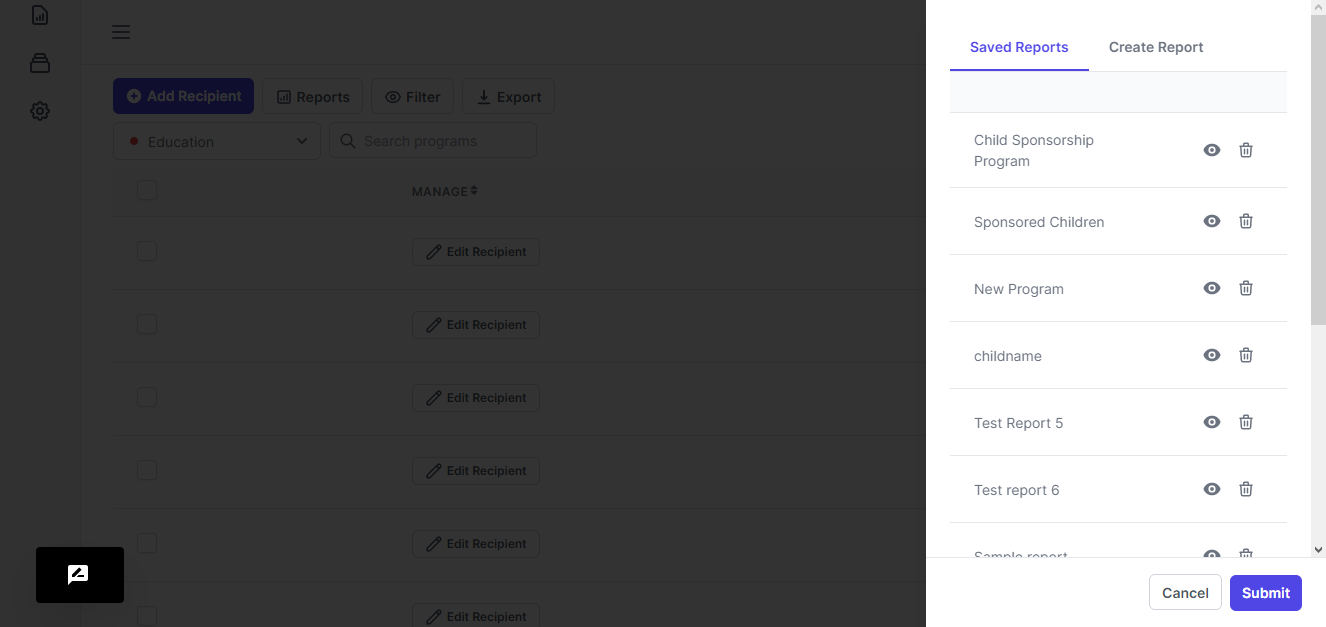 Add Recipient
Reports
Filter
Export
Education
Search programs
MANAGE
Edit Recipient
Edit Recipient
Edit Recipient
Edit Recipient
Edit Recipient
Edit Recipient
Saved Reports
Create Report
Child Sponsorship
Program
Sponsored Children
New Program
childname
Test Report 5
Test report 6
Sample report
Cancel
Submit